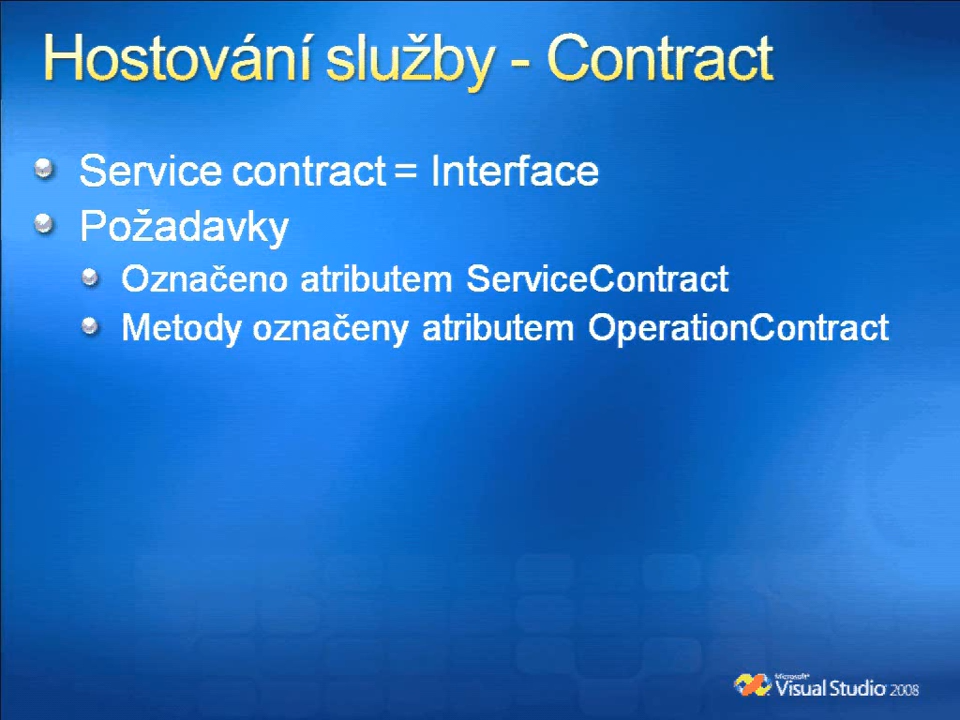 Hostování služby - Contract
Service contract = Interface
Požadavky
Označeno atributem ServiceContract
Metody označeny atributem OperationContract
Microsoft®
Visual Studio 2008